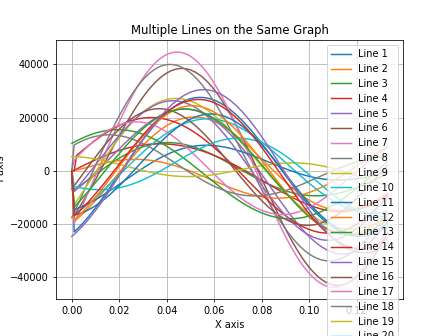 Multiple Lines on the Same Graph
40000
20000
0
−20000
−40000
0.00
0.02
0.04
0.06
0.08
0.10
X axis
axis
Line 1
Line 2
Line 3
Line 4
Line 5
Line 6
Line 7
Line 8
Line 9
Line 10
Line 11
Line 12
Line 13
Line 14
Line 15
Line 16
Line 17
Line 18
Line 19
Line 20